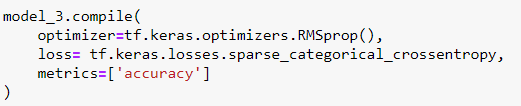 model_3.compile(
    optimizer=tf.keras.optimizers.RMSprop(),
    loss= tf.keras.losses.sparse_categorical_crossentropy,
    metrics=['accuracy']
)